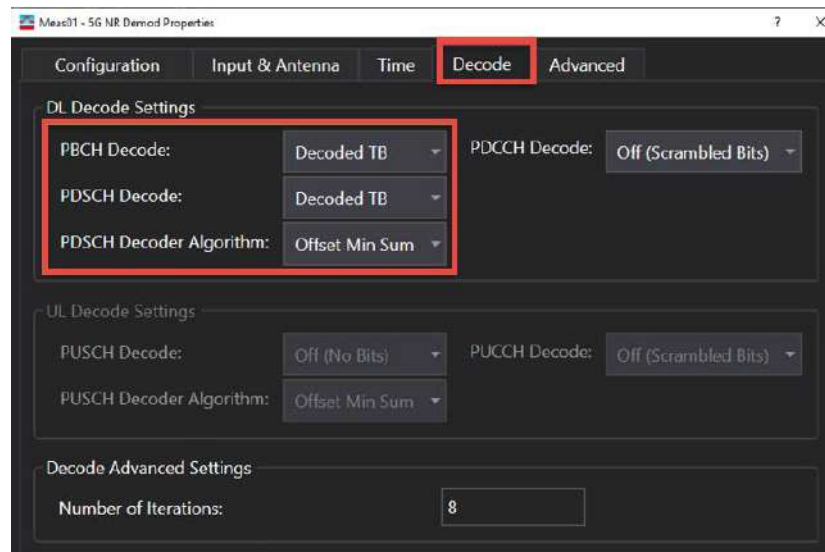 Meas01 - 5G NR Demod Properties ? X
Configuration Input & Antenna Time Decode Advanced
DL Decode Settings
PBCH Decode: Decoded TB PDCCH Decode: Off (Scrambled Bits)
PDSCH Decode: Decoded TB
PDSCH Decoder Algorithm: Offset Min Sum
UL Decode Settings
PUSCH Decode: Off (No Bits) PUCCH Decode: Off (Scrambled Bits)
PUSCH Decoder Algorithm: Offset Min Sum
Decode Advanced Settings
Number of Iterations: 8